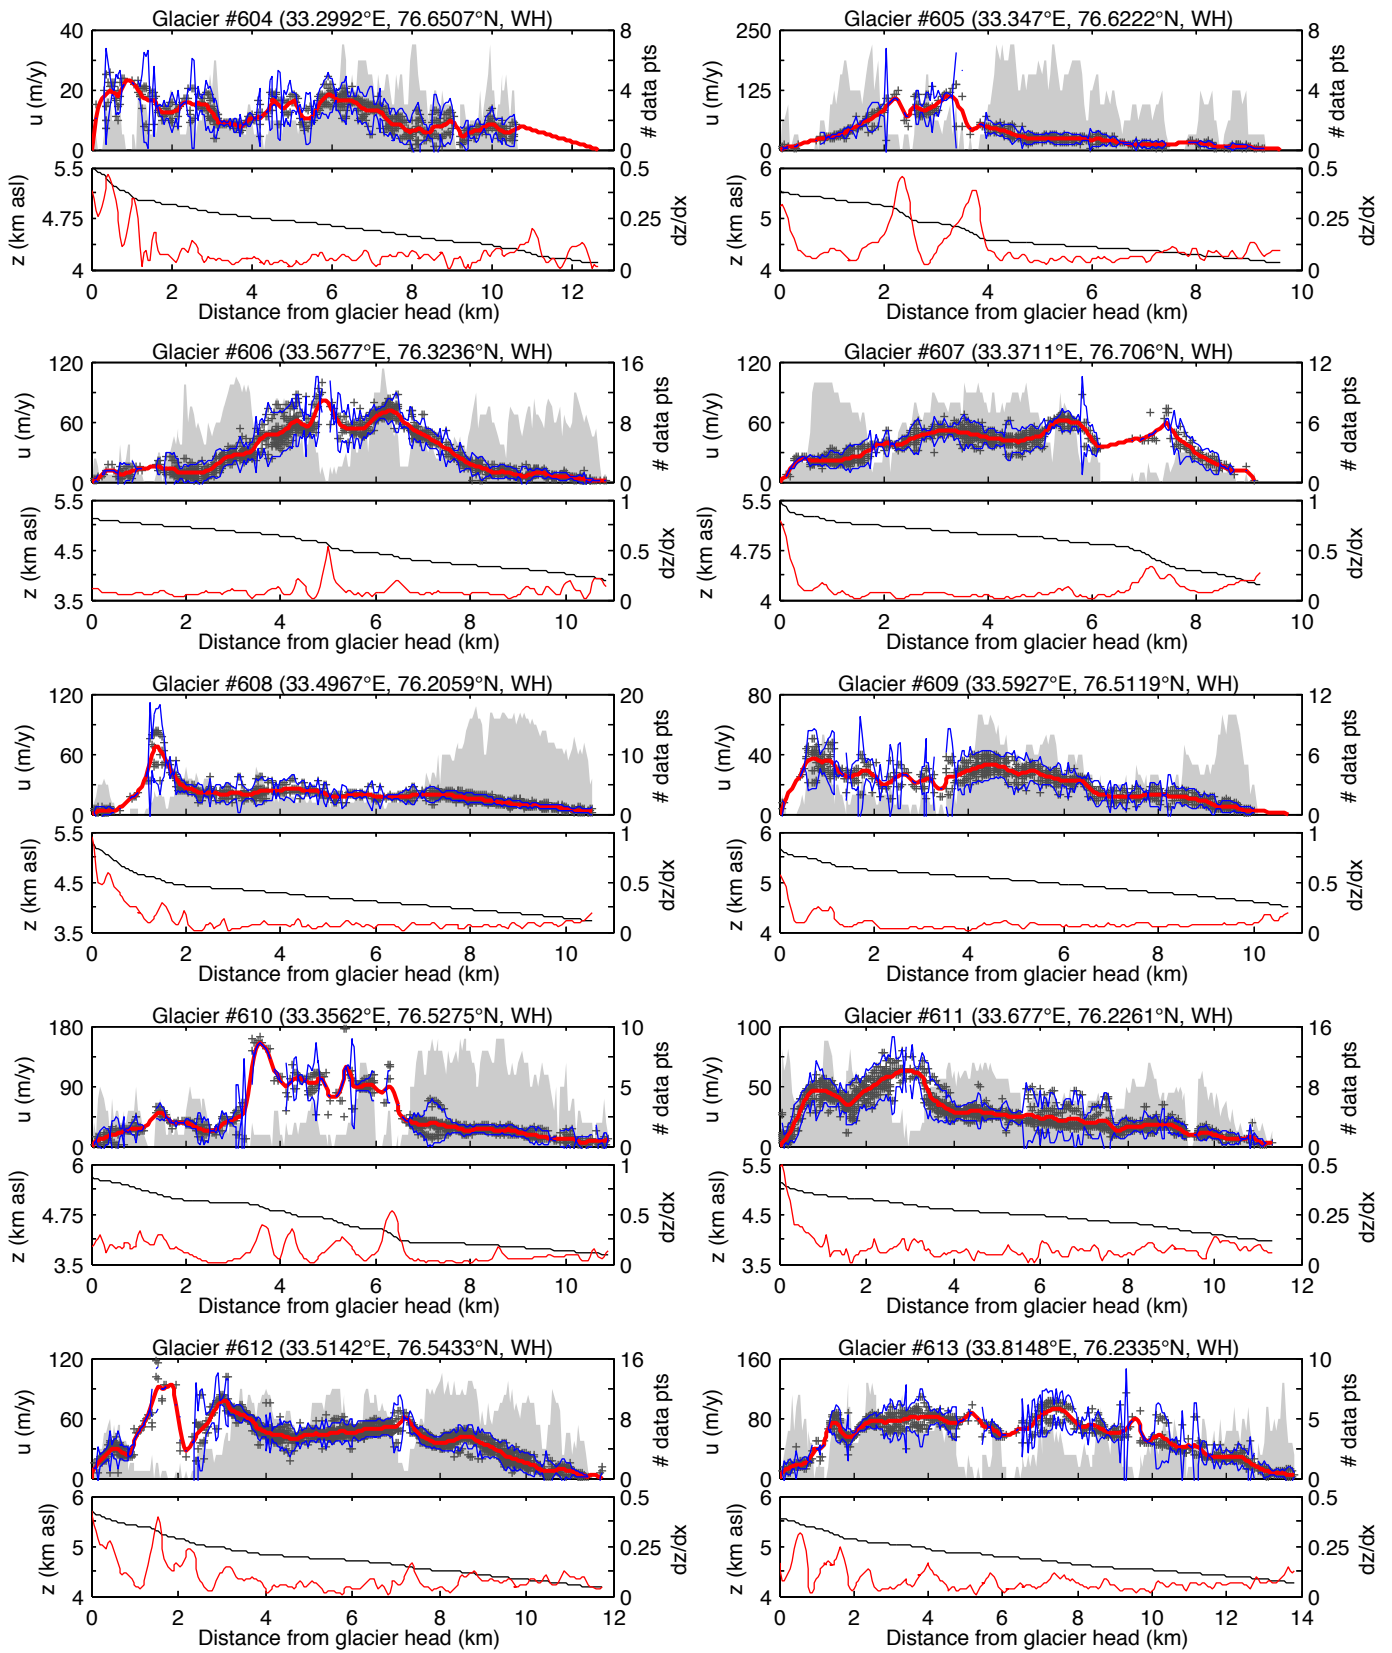 Glacier #604 (33.2992°E, 76.6507°N, WH)
40
20
0
u (m/y)
8
4
0
# data pts
5.5
4.75
4
z (km asl)
0.5
0.25
0
dz/dx
0 2 4 6 8 10 12
Distance from glacier head (km)
Glacier #605 (33.347°E, 76.6222°N, WH)
250
125
0
u (m/y)
8
4
0
# data pts
6
5
4
z (km asl)
0.5
0.25
0
dz/dx
0 2 4 6 8 10
Distance from glacier head (km)
Glacier #606 (33.5677°E, 76.3236°N, WH)
120
60
0
u (m/y)
16
8
0
# data pts
5.5
4.5
3.5
z (km asl)
1
0.5
0
dz/dx
0 2 4 6 8 10
Distance from glacier head (km)
Glacier #607 (33.3711°E, 76.706°N, WH)
120
60
0
u (m/y)
12
6
0
# data pts
5.5
4.75
4
z (km asl)
1
0.5
0
dz/dx
0 2 4 6 8 10
Distance from glacier head (km)
Glacier #608 (33.4967°E, 76.2059°N, WH)
120
60
0
u (m/y)
20
10
0
# data pts
5.5
4.5
3.5
z (km asl)
1
0.5
0
dz/dx
0 2 4 6 8 10
Distance from glacier head (km)
Glacier #609 (33.5927°E, 76.5119°N, WH)
80
40
0
u (m/y)
12
6
0
# data pts
6
5
4
z (km asl)
1
0.5
0
dz/dx
0 2 4 6 8 10
Distance from glacier head (km)
Glacier #610 (33.3562°E, 76.5275°N, WH)
180
90
0
u (m/y)
10
5
0
# data pts
6
4.75
3.5
z (km asl)
1
0.5
0
dz/dx
0 2 4 6 8 10
Distance from glacier head (km)
Glacier #611 (33.677°E, 76.2261°N, WH)
100
50
0
u (m/y)
16
8
0
# data pts
5.5
4.5
3.5
z (km asl)
0.5
0.25
0
dz/dx
0 2 4 6 8 10 12
Distance from glacier head (km)
Glacier #612 (33.5142°E, 76.5433°N, WH)
120
60
0
u (m/y)
16
8
0
# data pts
6
5
4
z (km asl)
0.5
0.25
0
dz/dx
0 2 4 6 8 10 12
Distance from glacier head (km)
Glacier #613 (33.8148°E, 76.2335°N, WH)
160
80
0
u (m/y)
10
5
0
# data pts
6
5
4
z (km asl)
0.5
0.25
0
dz/dx
0 2 4 6 8 10 12 14
Distance from glacier head (km)